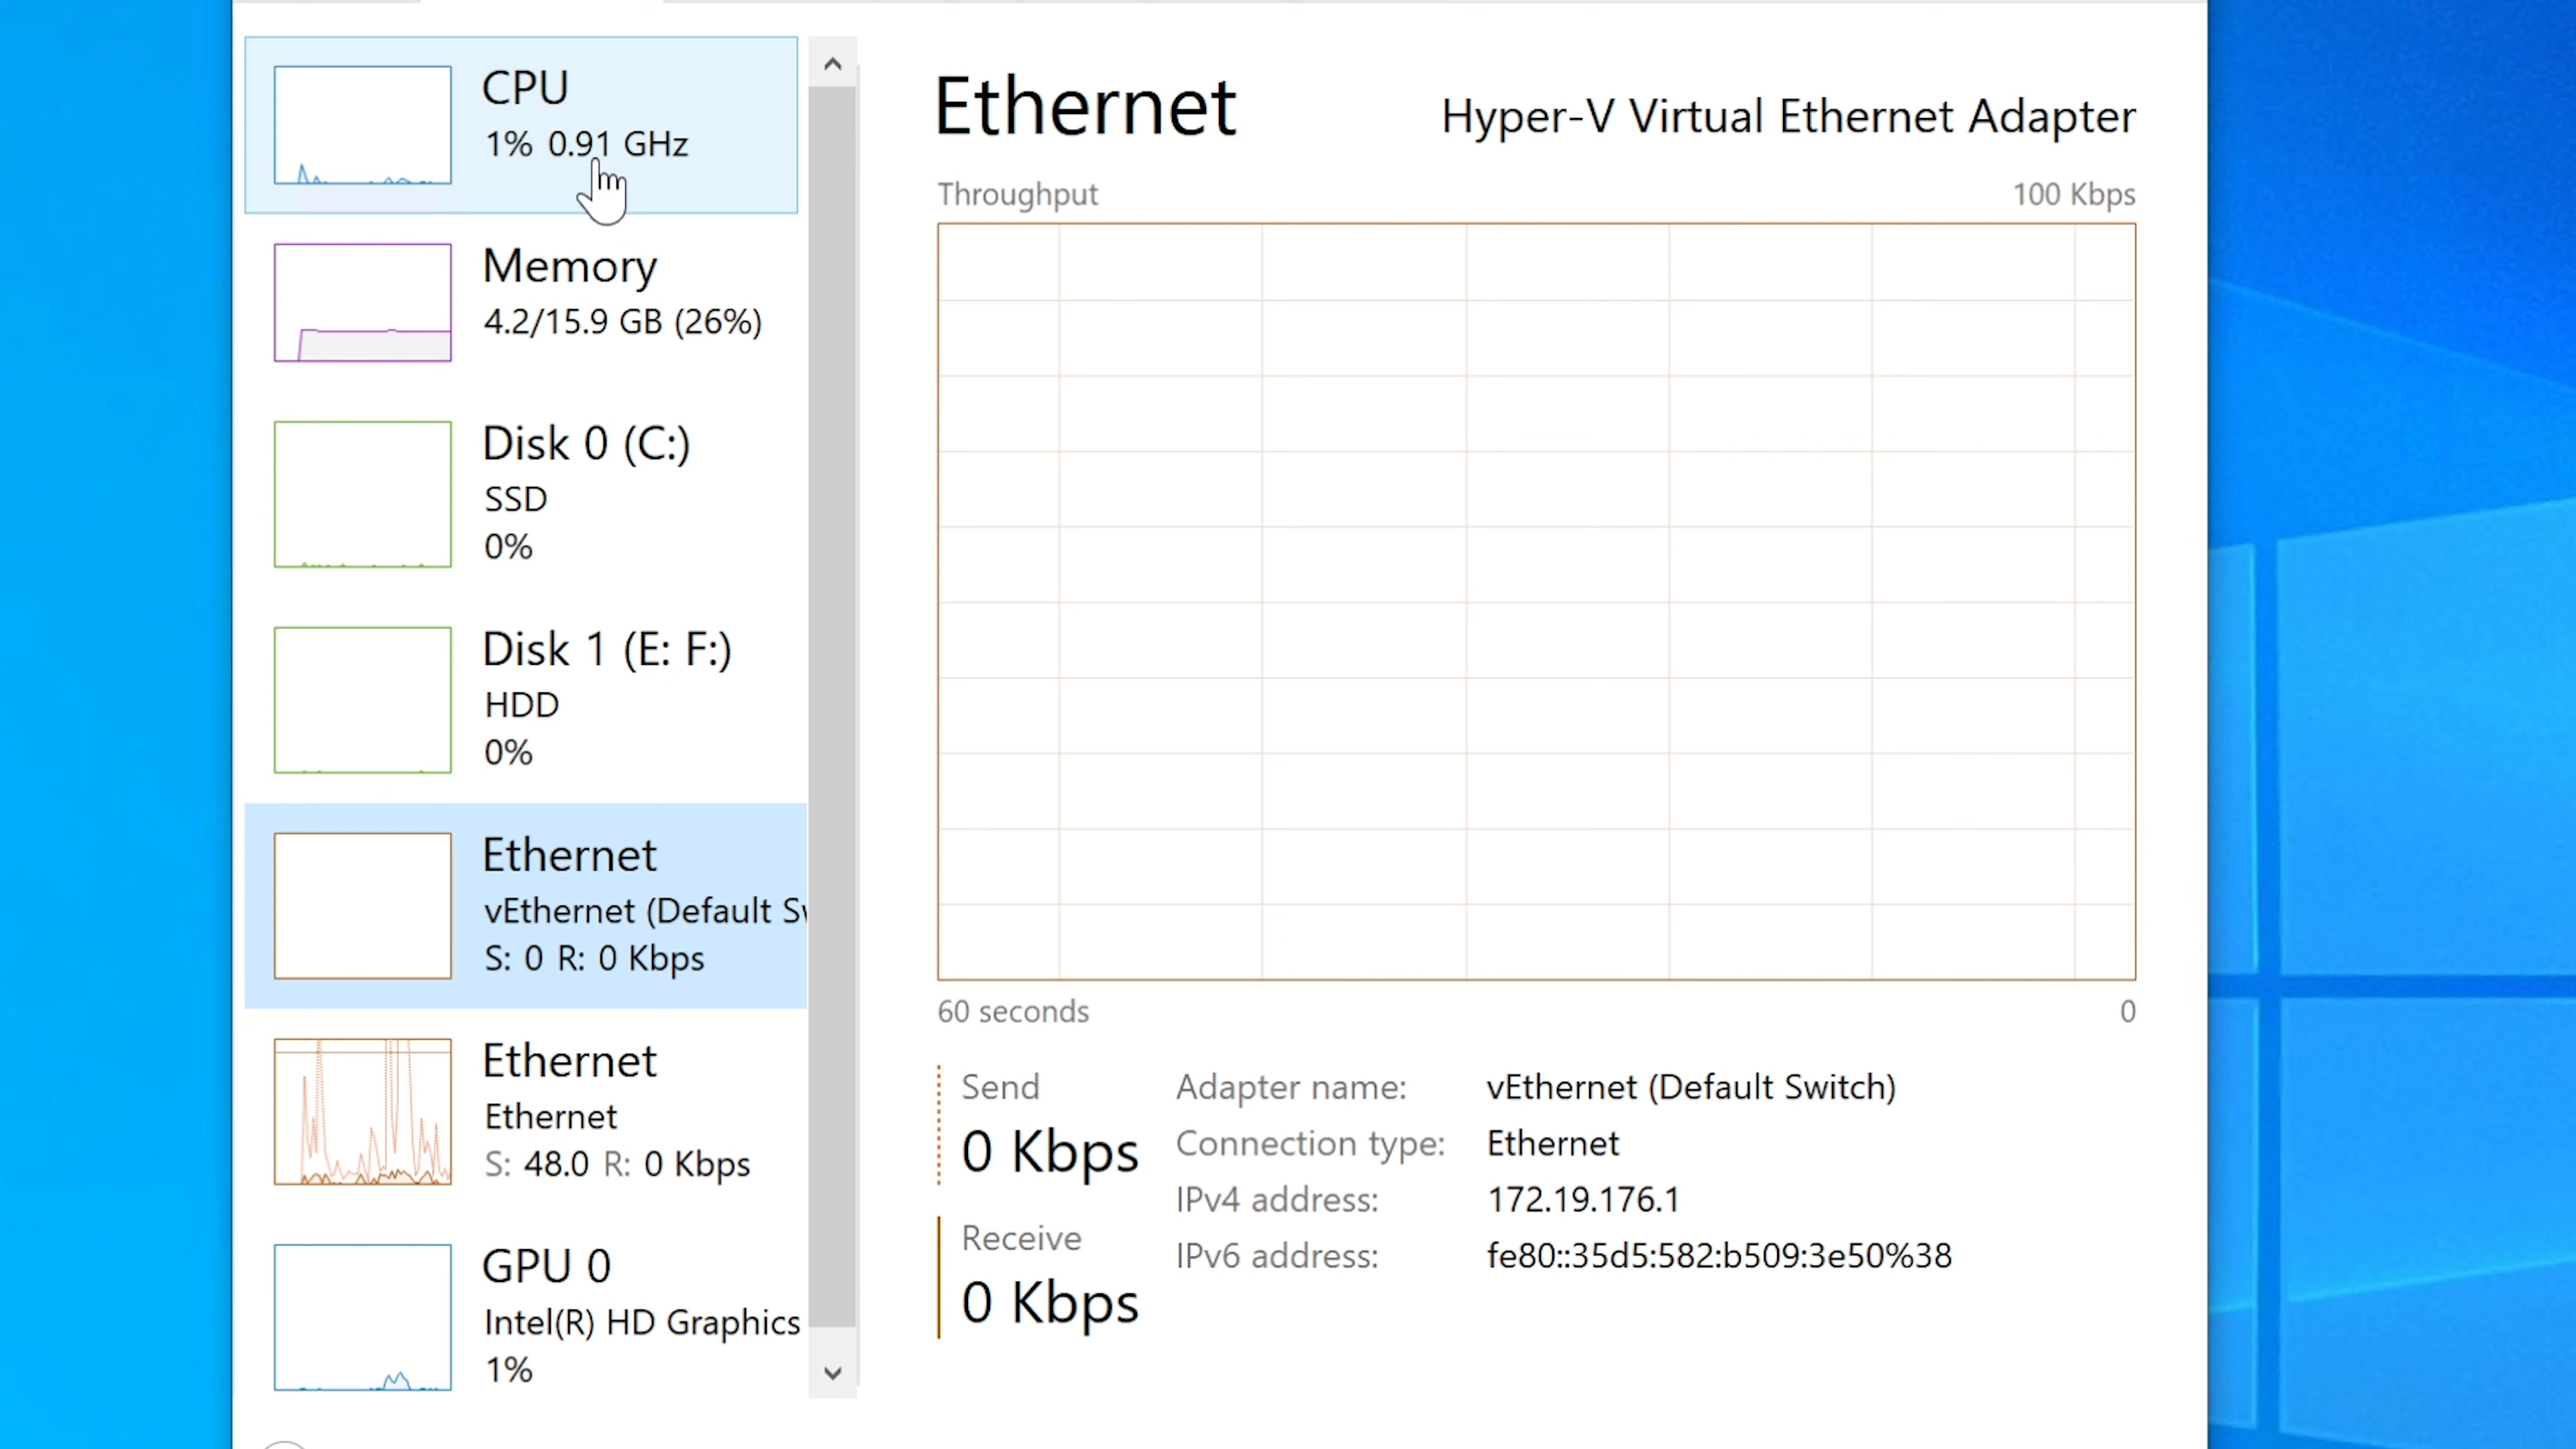 CPU
1% 0.91 GHz
Memory
4.2/15.9 GB (26%)
Disk 0 (C:)
SSD
0%
Disk 1 (E: F:)
HDD
0%
Ethernet
vEthernet (Default Sw
S: 0 R: 0 Kbps
Ethernet
Ethernet
S: 48.0 R: 0 Kbps
GPU 0
Intel(R) HD Graphics
1%
Ethernet
Hyper-V Virtual Ethernet Adapter
Throughput
100 Kbps
60 seconds
0
Send
0 Kbps
Receive
0 Kbps
Adapter name: vEthernet (Default Switch)
Connection type: Ethernet
IPv4 address: 172.19.176.1
IPv6 address: fe80::35d5:582:b509:3e50%38